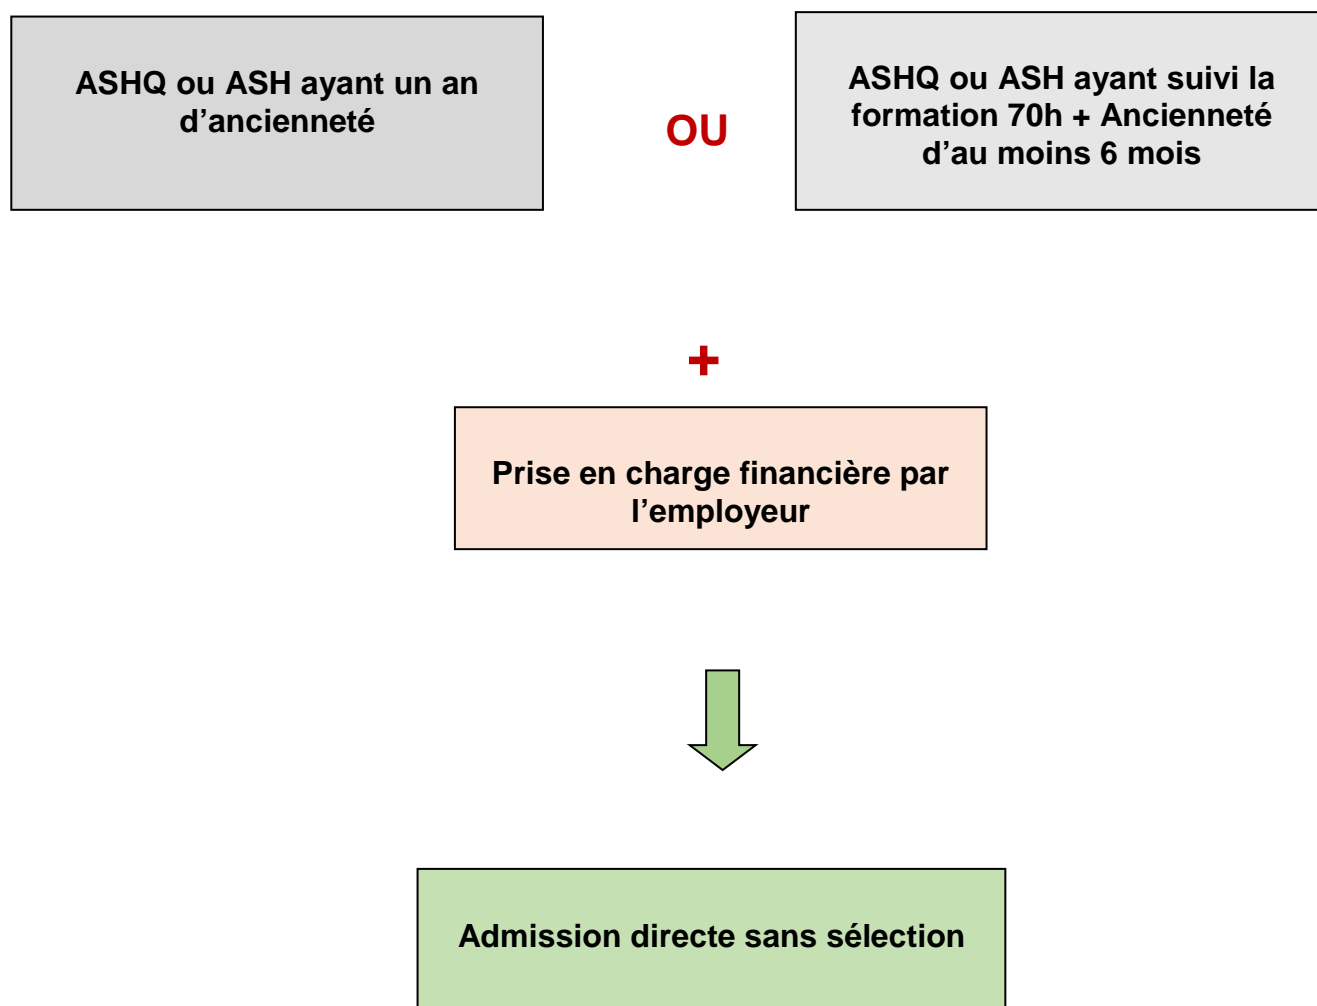 ASHQ ou ASH ayant un an
d’ancienneté
OU
ASHQ ou ASH ayant suivi la
formation 70h + Ancienneté
d’au moins 6 mois
+
Prise en charge financière par
l’employeur
Admission directe sans sélection